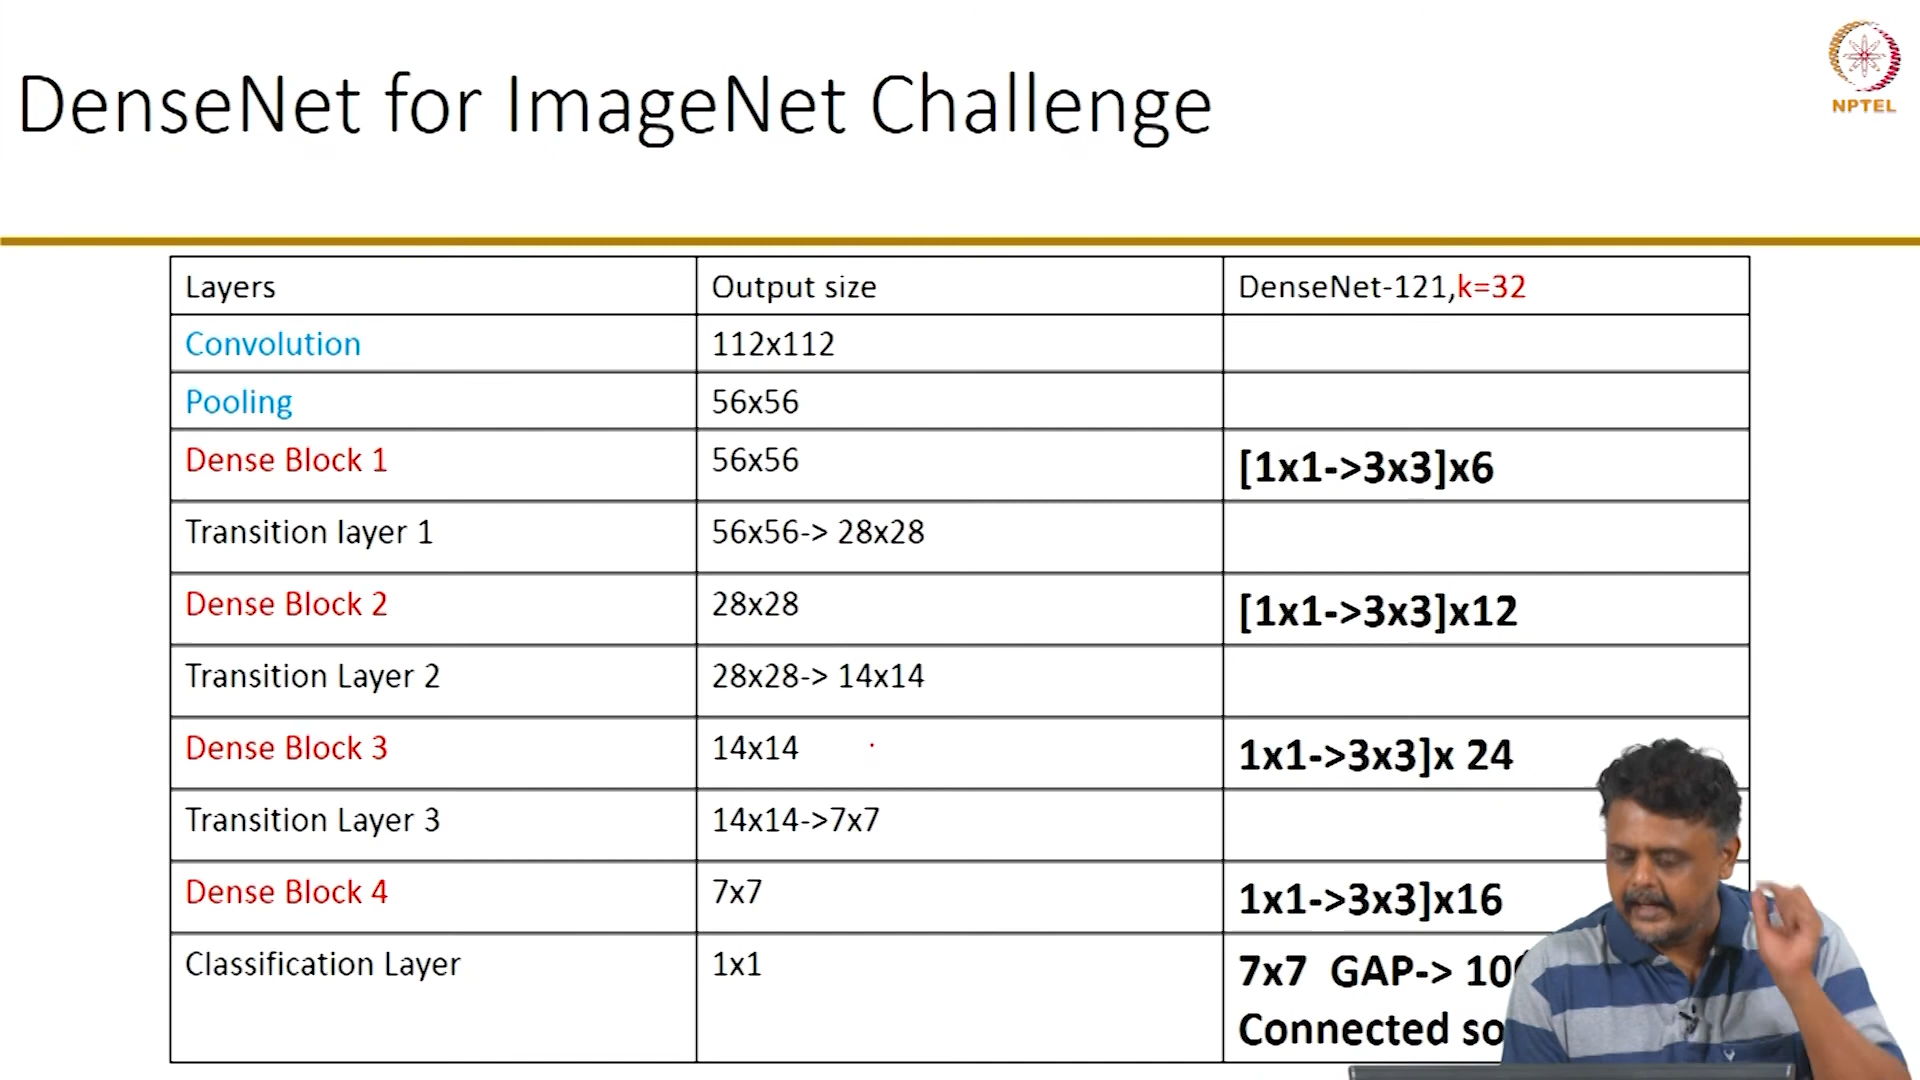 DenseNet for ImageNet Challenge
NPTEL
Layers Output size DenseNet-121,k=32
Convolution 112x112
Pooling 56x56
Dense Block 1 56x56 [1x1->3x3]x6
Transition layer 1 56x56-> 28x28
Dense Block 2 28x28 [1x1->3x3]x12
Transition Layer 2 28x28-> 14x14
Dense Block 3 14x14 1x1->3x3]x 24
Transition Layer 3 14x14->7x7
Dense Block 4 7x7 1x1->3x3]x16
Classification Layer 1x1 7x7 GAP->
Connected